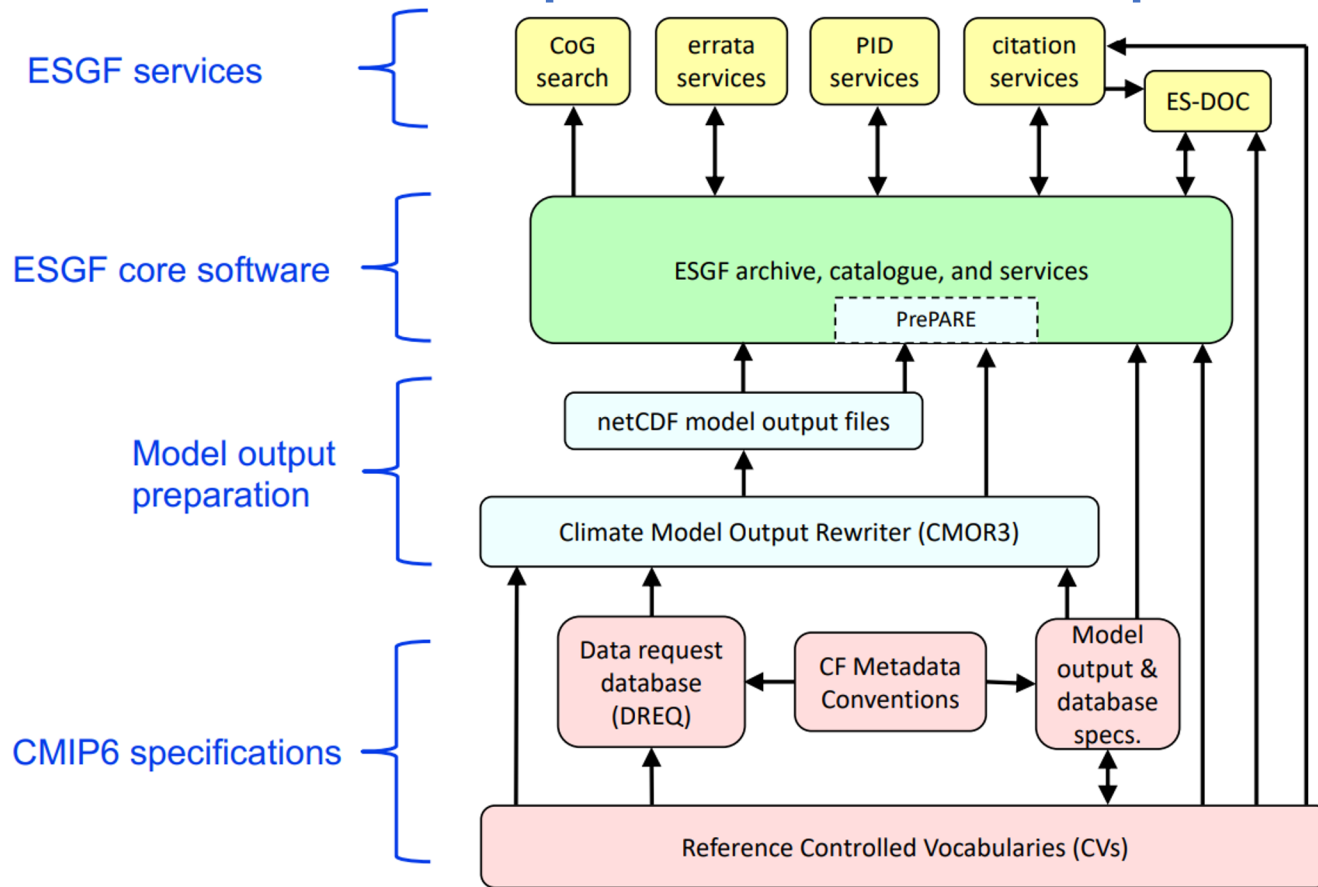 ESGF services
CoG
search
errata
services
PID
services
citation
services
ES-DOC
ESGF core software
ESGF archive, catalogue, and services
PrePARE
Model output
preparation
netCDF model output files
Climate Model Output Rewriter (CMOR3)
CMIP6 specifications
Data request
database
(DREQ)
CF Metadata
Conventions
Model
output &
database
specs.
Reference Controlled Vocabularies (CVs)